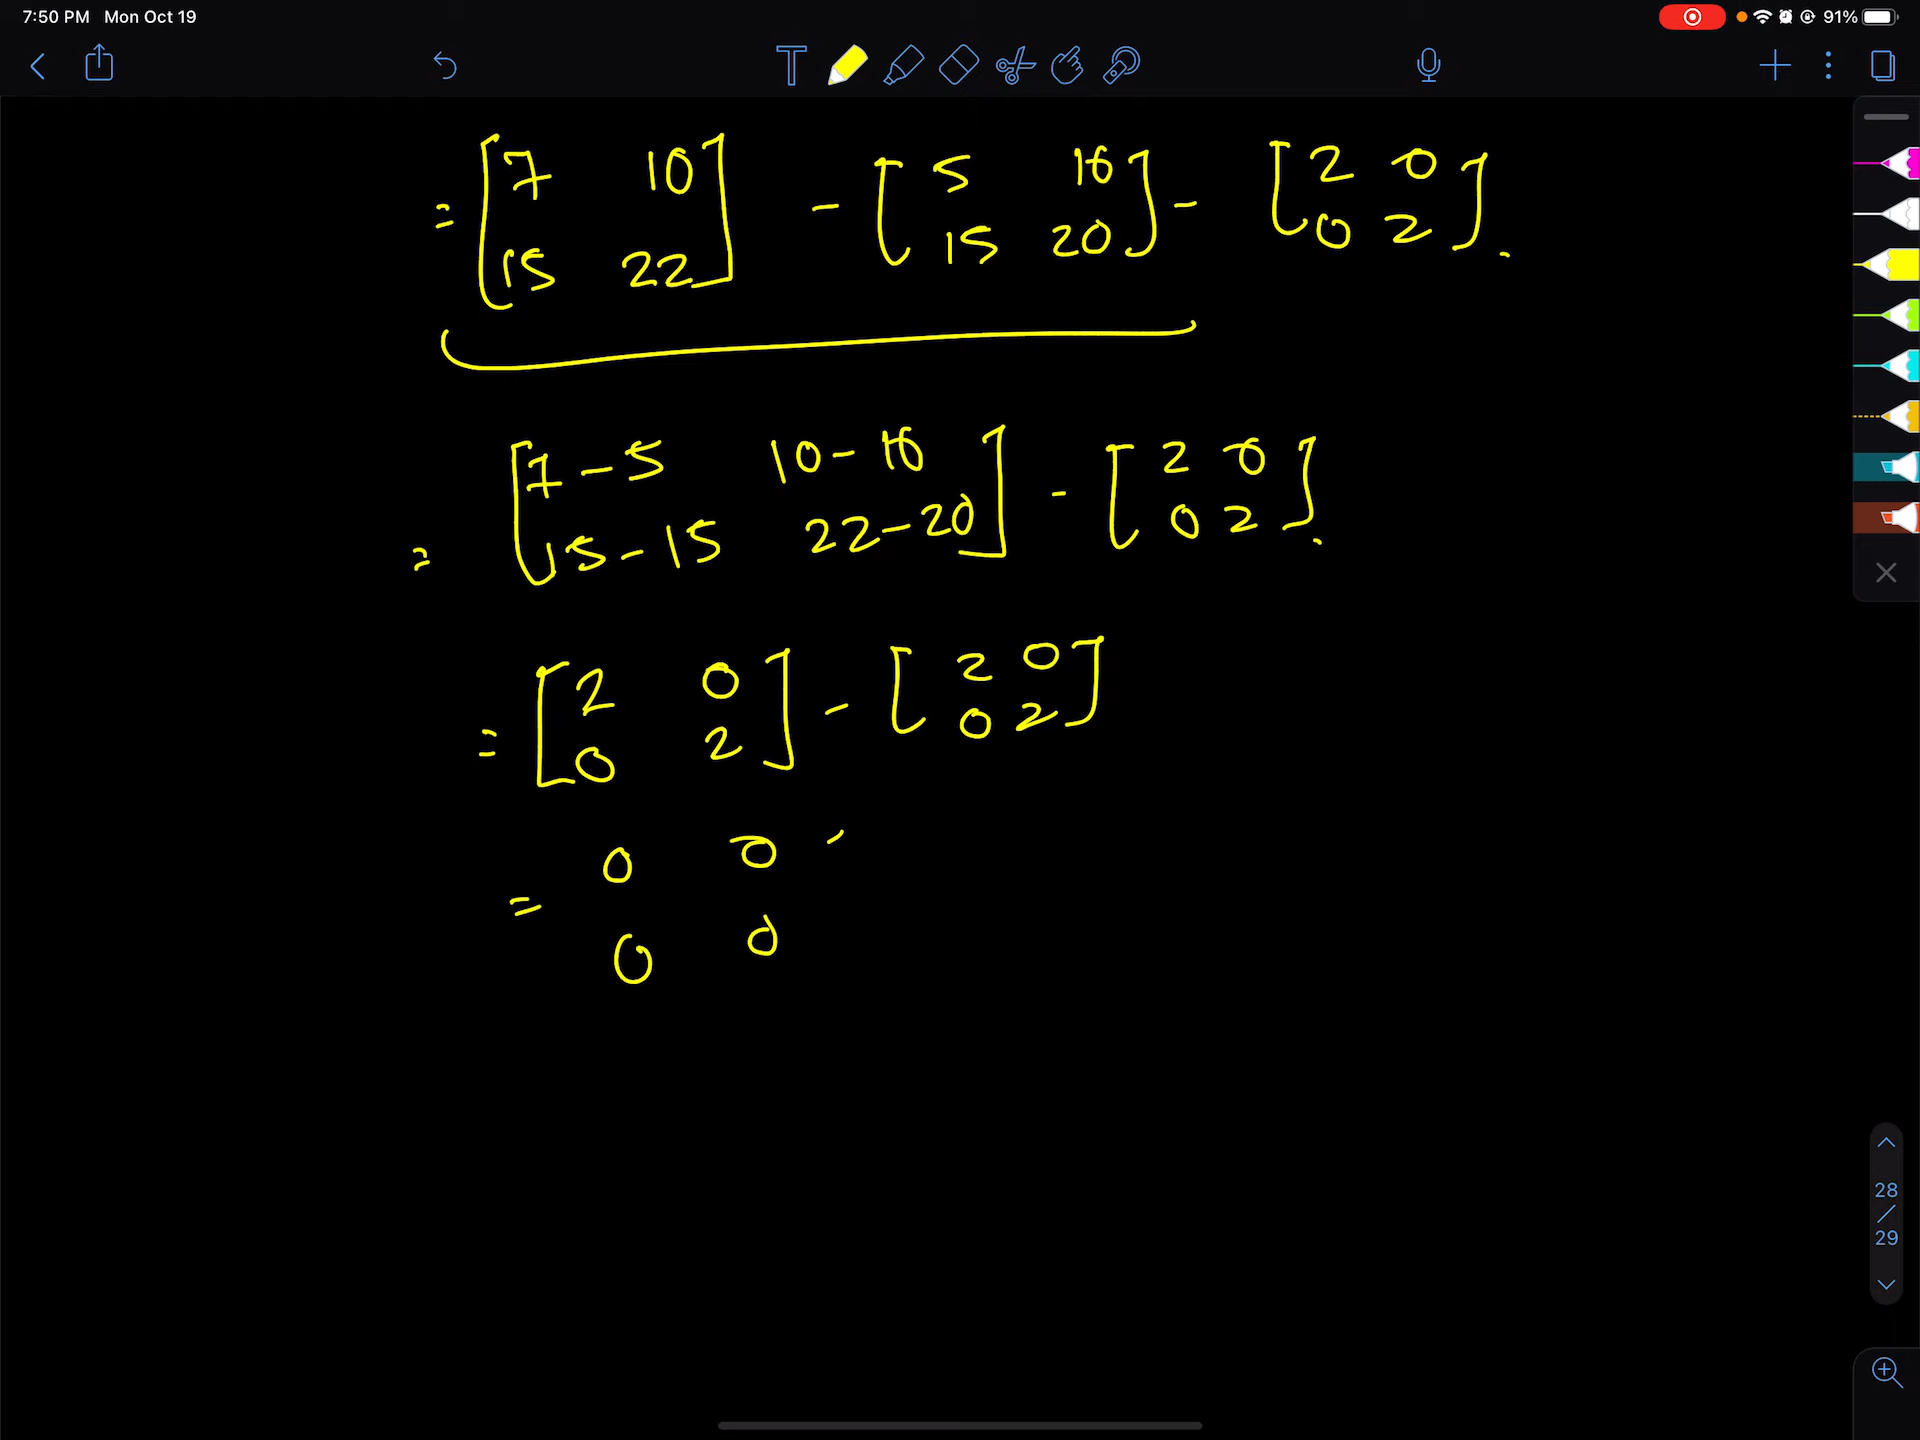 7:50 PM Mon Oct 19 91%
T
= [7 10] - [5 10] - [2 0]
[15 22] [15 20] [0 2].
[7-5 10-10] - [2 0]
= [15-15 22-20] [0 2].
= [2 0] - [2 0]
[0 2] [0 2]
0 0
= 0 0
28
/
29